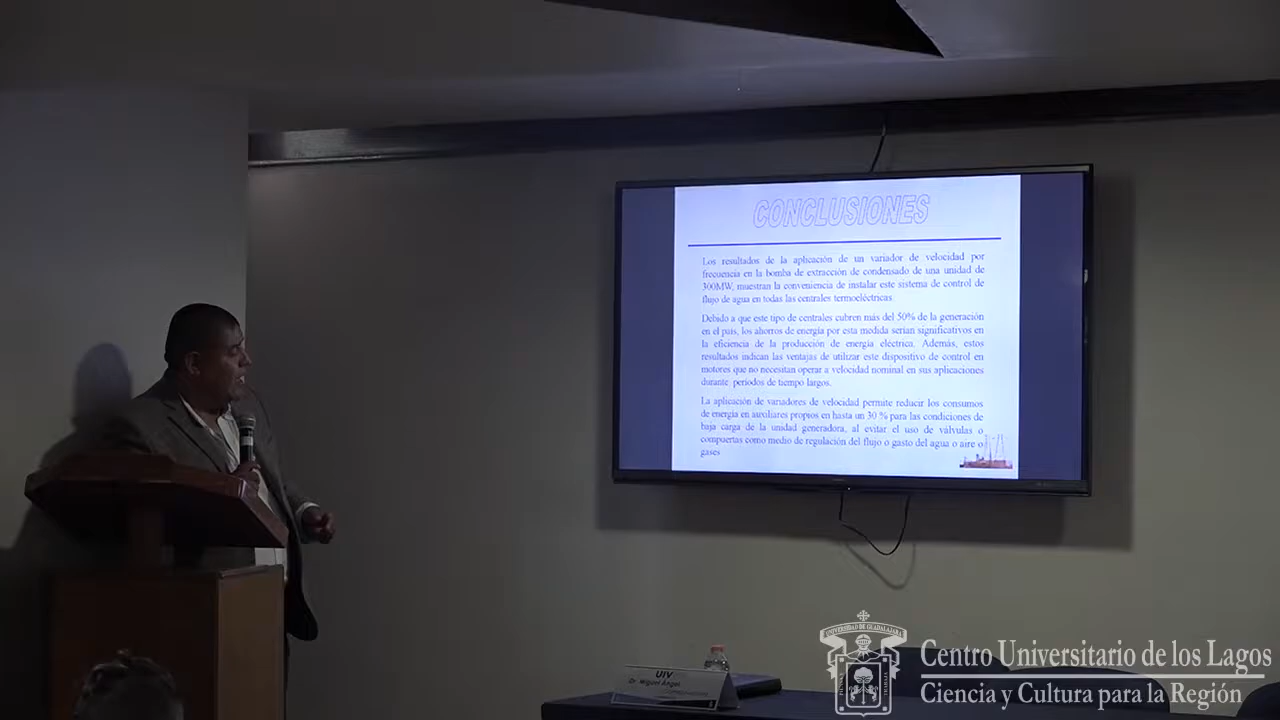 CONCLUSIONES
Los resultados de la aplicación de un variador de velocidad por
frecuencia en la bomba de extracción de condensado de una unidad de
300MW, muestran la conveniencia de instalar este sistema de control de
flujo de agua en todas las centrales termoeléctricas
Debido a que este tipo de centrales cubren más del 50% de la generación
en el país, los ahorros de energía por esta medida serían significativos en
la eficiencia de la producción de energía eléctrica. Además, estos
resultados indican las ventajas de utilizar este dispositivo de control en
motores que no necesitan operar a velocidad nominal en sus aplicaciones
durante periodos de tiempo largos.
La aplicación de variadores de velocidad permite reducir los consumos
de energía en auxiliares propios en hasta un 30 % para las condiciones de
baja carga de la unidad generadora, al evitar el uso de válvulas o
compuertas como medio de regulación del flujo o gasto del agua o aire o
gases
UIV
Dr. Miguel Ángel
UNIVERSIDAD DE GUADALAJARA
Centro Universitario de los Lagos
Ciencia y Cultura para la Región